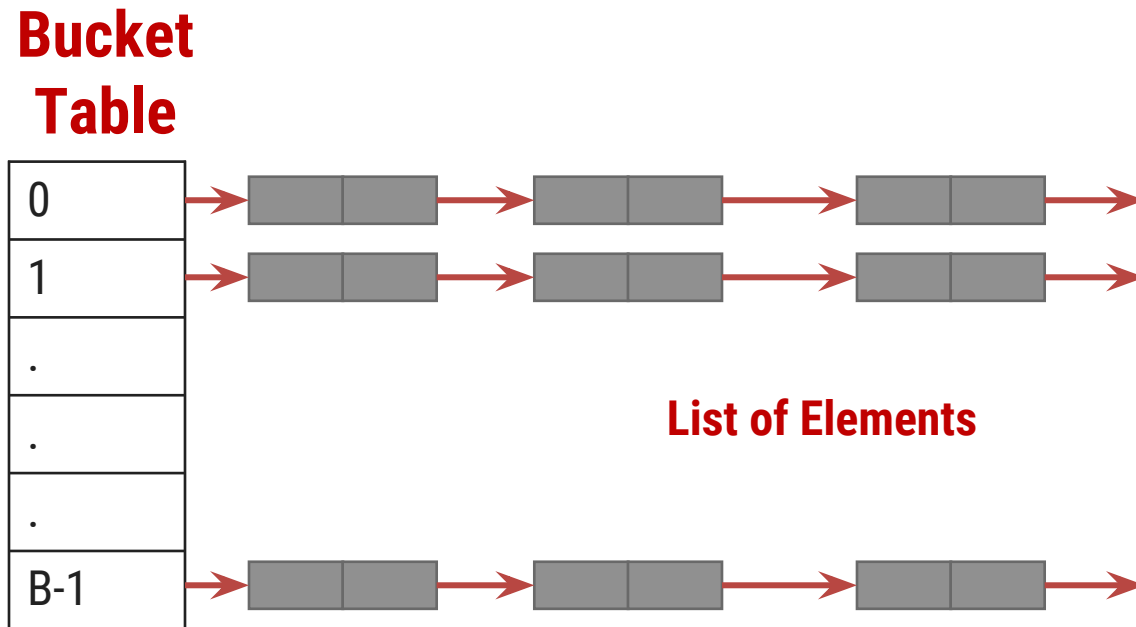 Bucket
Table
0
1
.
.
.
B-1
List of Elements